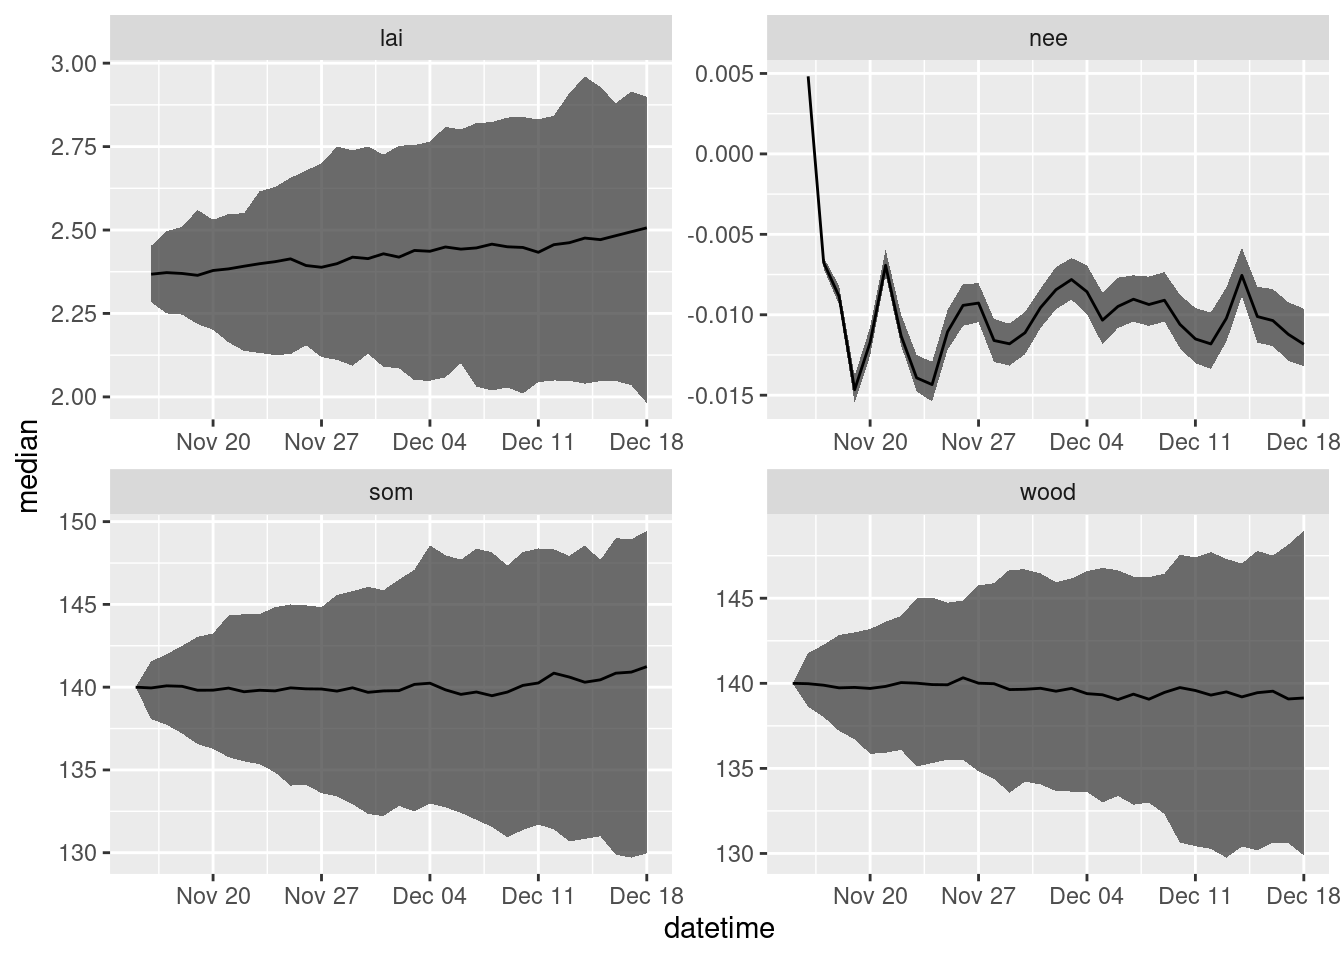 lai
3.00
2.75
2.50
2.25
2.00
Nov 20 Nov 27 Dec 04 Dec 11 Dec 18
nee
0.005
0.000
-0.005
-0.010
-0.015
Nov 20 Nov 27 Dec 04 Dec 11 Dec 18
median
som
150
145
140
135
130
Nov 20 Nov 27 Dec 04 Dec 11 Dec 18
wood
145
140
135
130
Nov 20 Nov 27 Dec 04 Dec 11 Dec 18
datetime